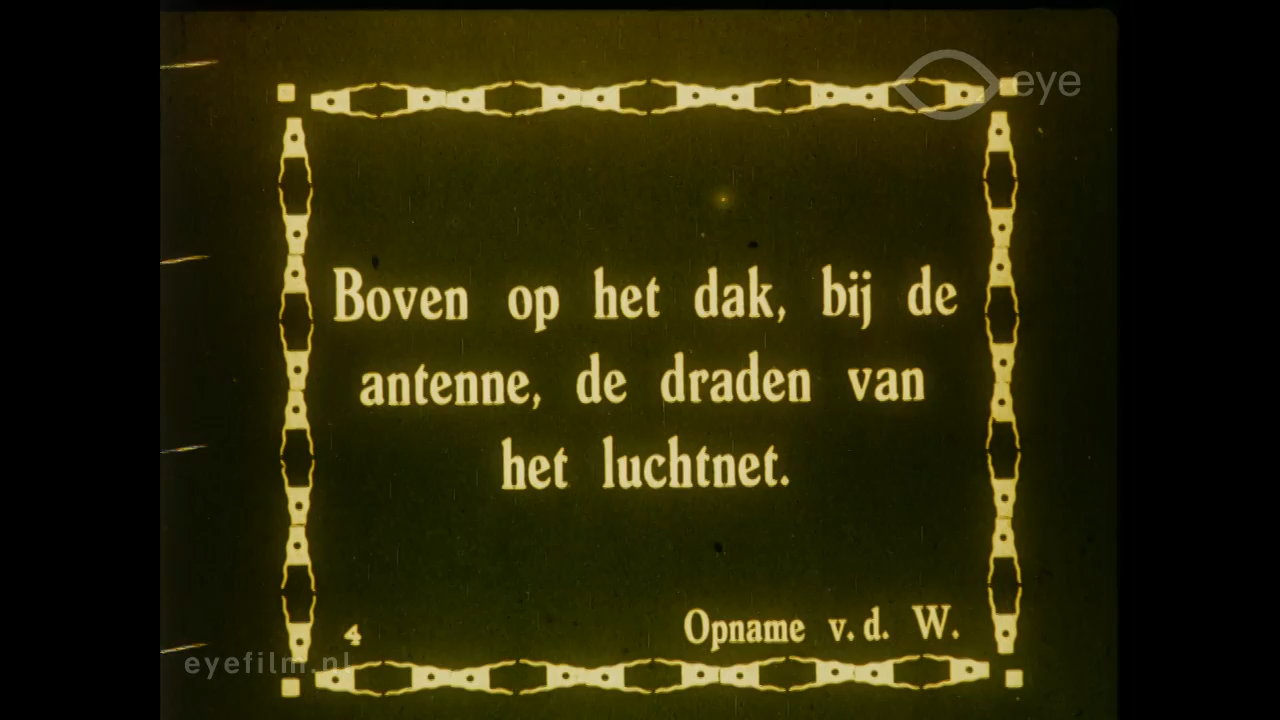 eye
Boven op het dak, bij de
antenne, de draden van
het luchtnet.
Opname v. d. W.
4
eyefilm.nl